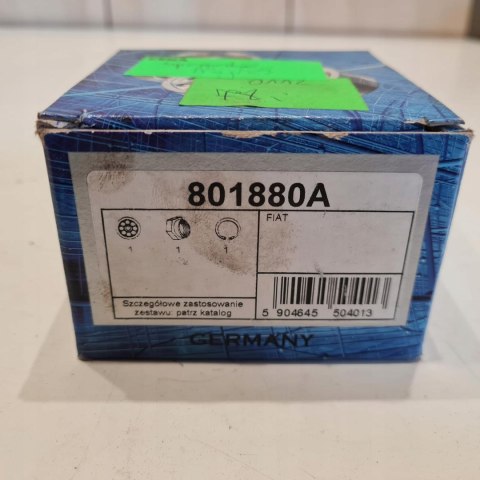 801880A
FIAT
1 1 1
Szczegółowe zastosowanie
zestawu: patrz katalog
5 904645 504013
GERMANY